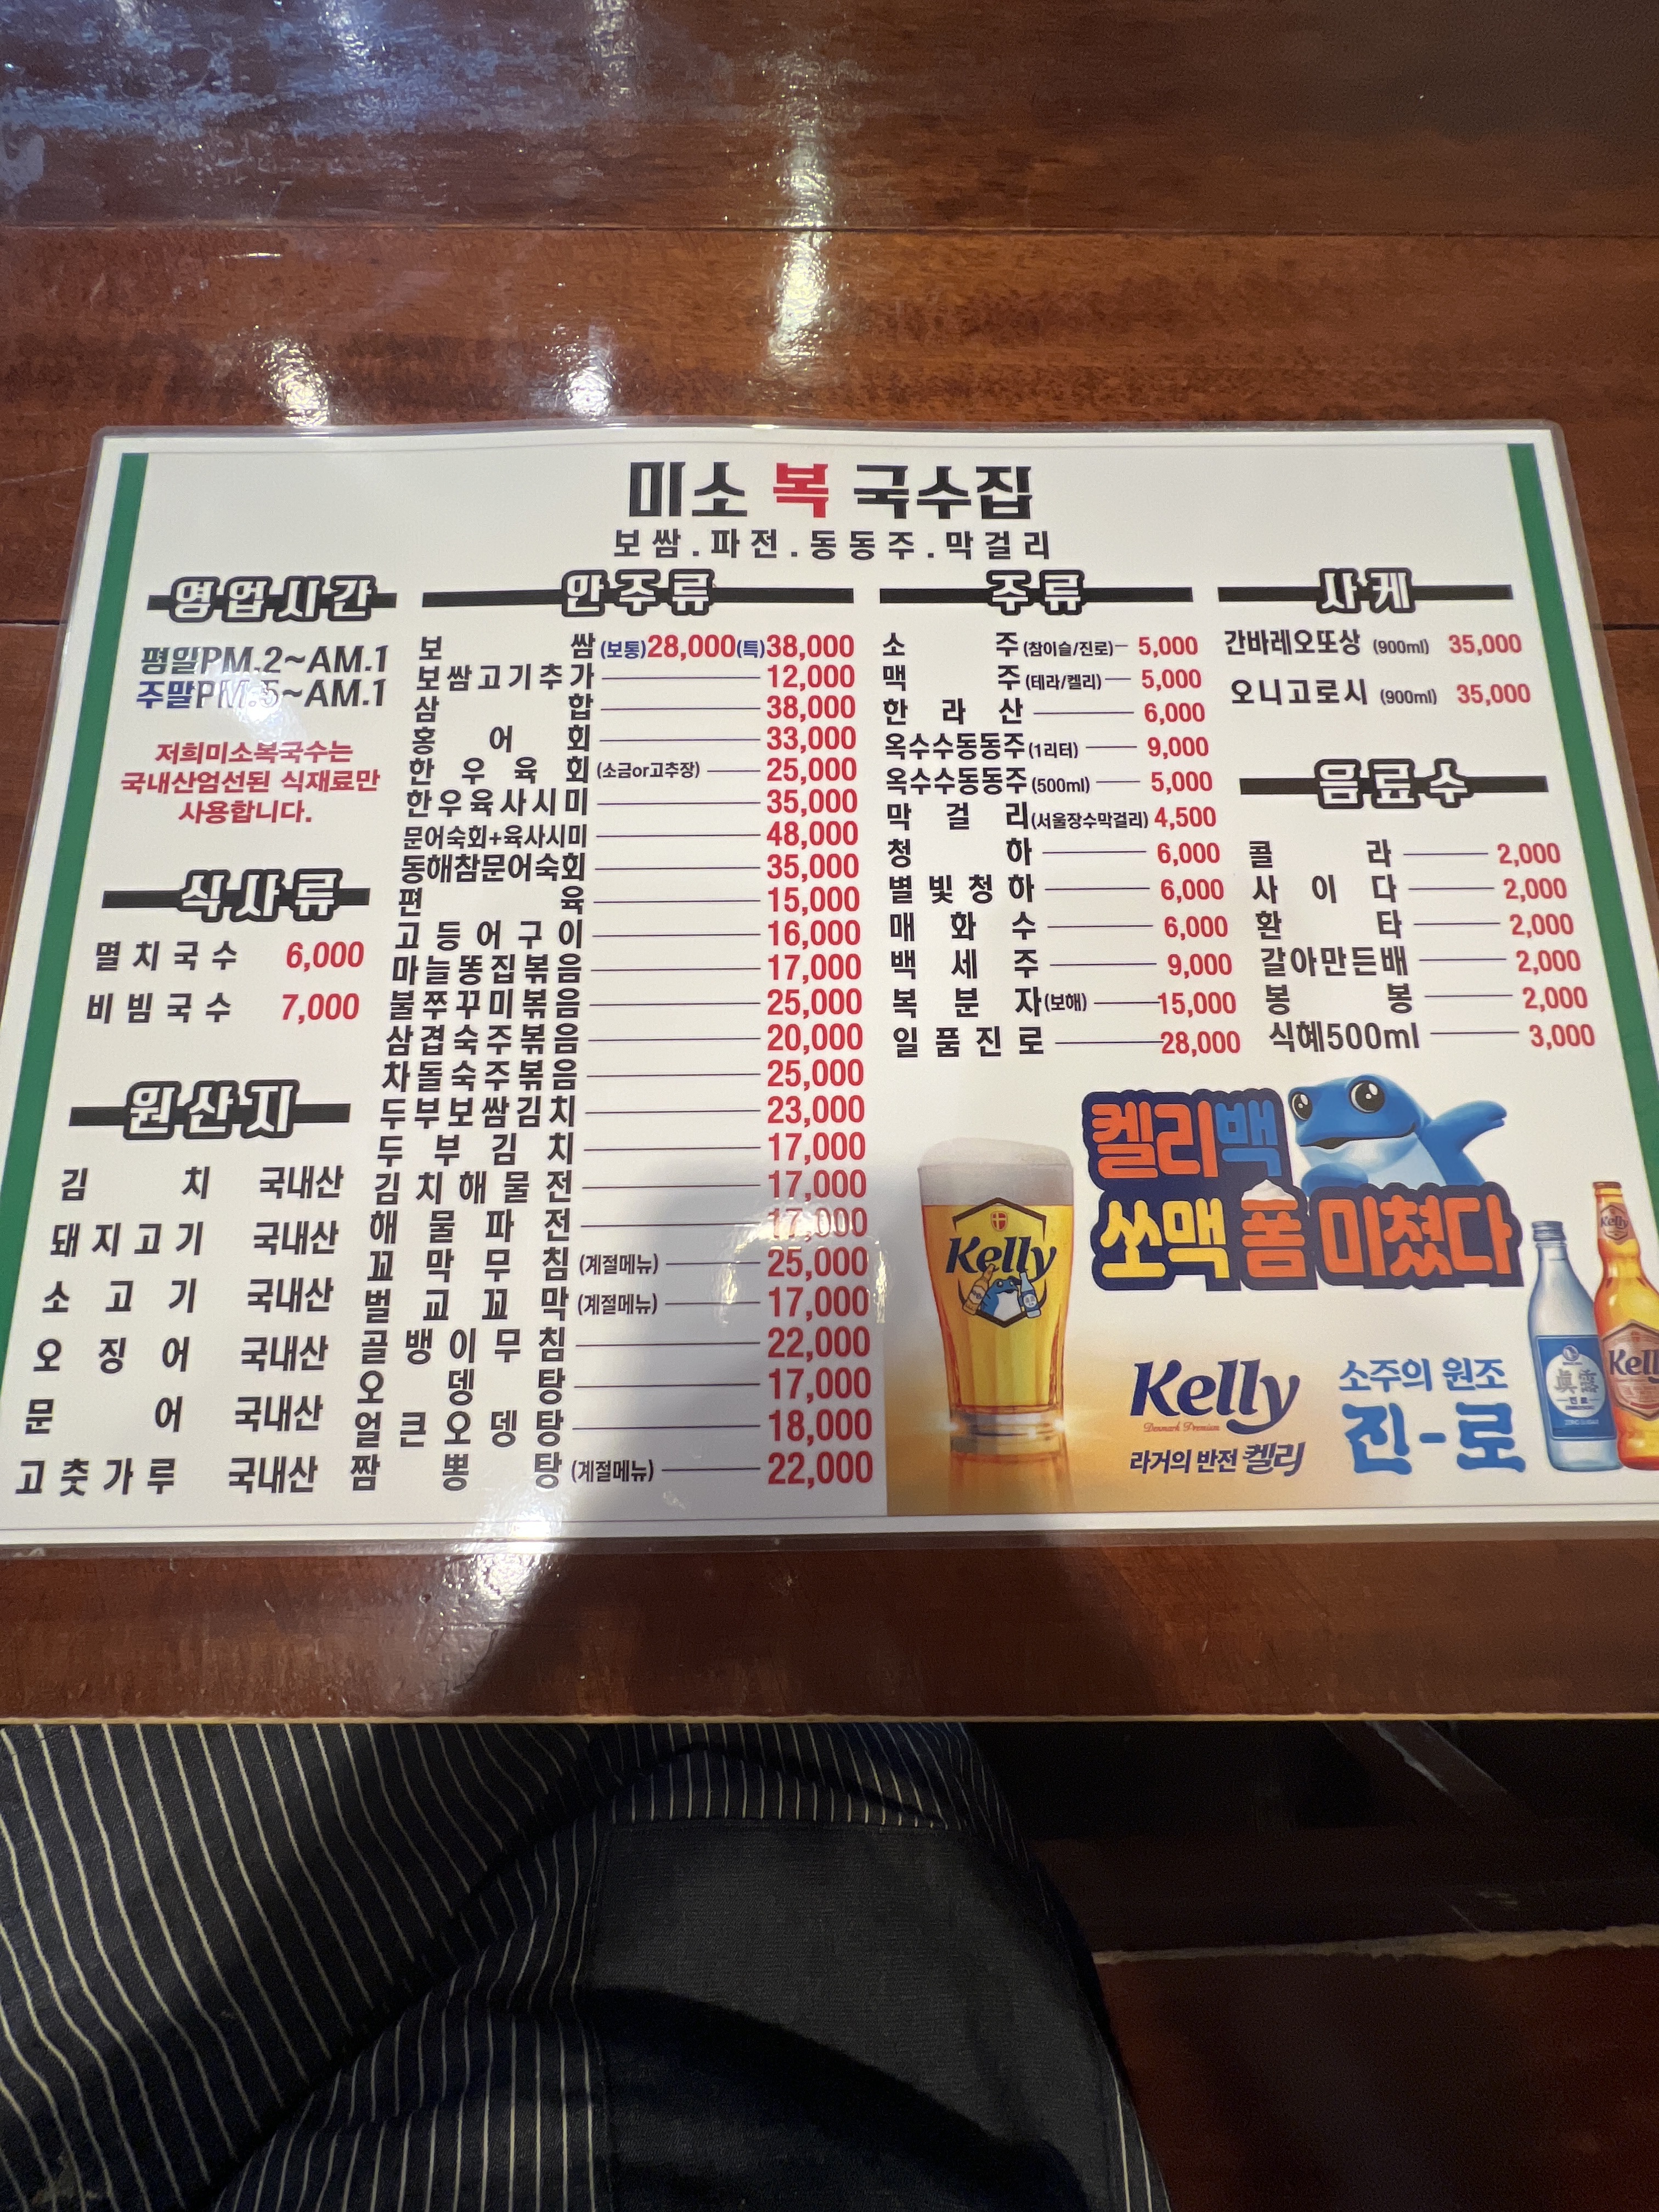 미소 복 국수집
보쌈.파전.동동주.막걸리
영업시간
평일PM.2~AM.1
주말PM.5~AM.1
저희미소복국수는
국내산엄선된 식재료만
사용합니다.
식사류
멸치국수 6,000
비빔국수 7,000
원산지
김치 국내산
돼지고기 국내산
소고기 국내산
오징어 국내산
문어 국내산
고춧가루 국내산
안주류
보쌈 (보통)28,000(특)38,000
보쌈고기추가 12,000
삼합 38,000
홍어회 33,000
한우육회 (소금or고추장) 25,000
한우육사시미 35,000
문어숙회+육사시미 48,000
동해참문어숙회 35,000
편육 15,000
고등어구이 16,000
마늘똥집볶음 17,000
불쭈꾸미볶음 25,000
삼겹숙주볶음 20,000
차돌숙주볶음 25,000
두부보쌈김치 23,000
두부김치 17,000
김치해물전 17,000
해물파전 17,000
꼬막무침 (계절메뉴) 25,000
벌교꼬막 (계절메뉴) 17,000
골뱅이무침 22,000
오뎅탕 17,000
얼큰오뎅탕 18,000
짬뽕탕 (계절메뉴) 22,000
주류
소주 (참이슬/진로) 5,000
맥주 (테라/켈리) 5,000
한라산 6,000
옥수수동동주 (1리터) 9,000
옥수수동동주 (500ml) 5,000
막걸리 (서울장수막걸리) 4,500
청하 6,000
별빛청하 6,000
매화수 6,000
백세주 9,000
복분자 (보해) 15,000
일품진로 28,000
사케
간바레오또상 (900ml) 35,000
오니고로시 (900ml) 35,000
음료수
콜라 2,000
사이다 2,000
환타 2,000
갈아만든배 2,000
봉봉 2,000
식혜500ml 3,000
켈리백
쏘맥 폼 미쳤다
Kelly
Kelly
Denmark Premium
라거의 반전 켈리
소주의 원조
진-로
眞露
진로
Kelly
Kelly